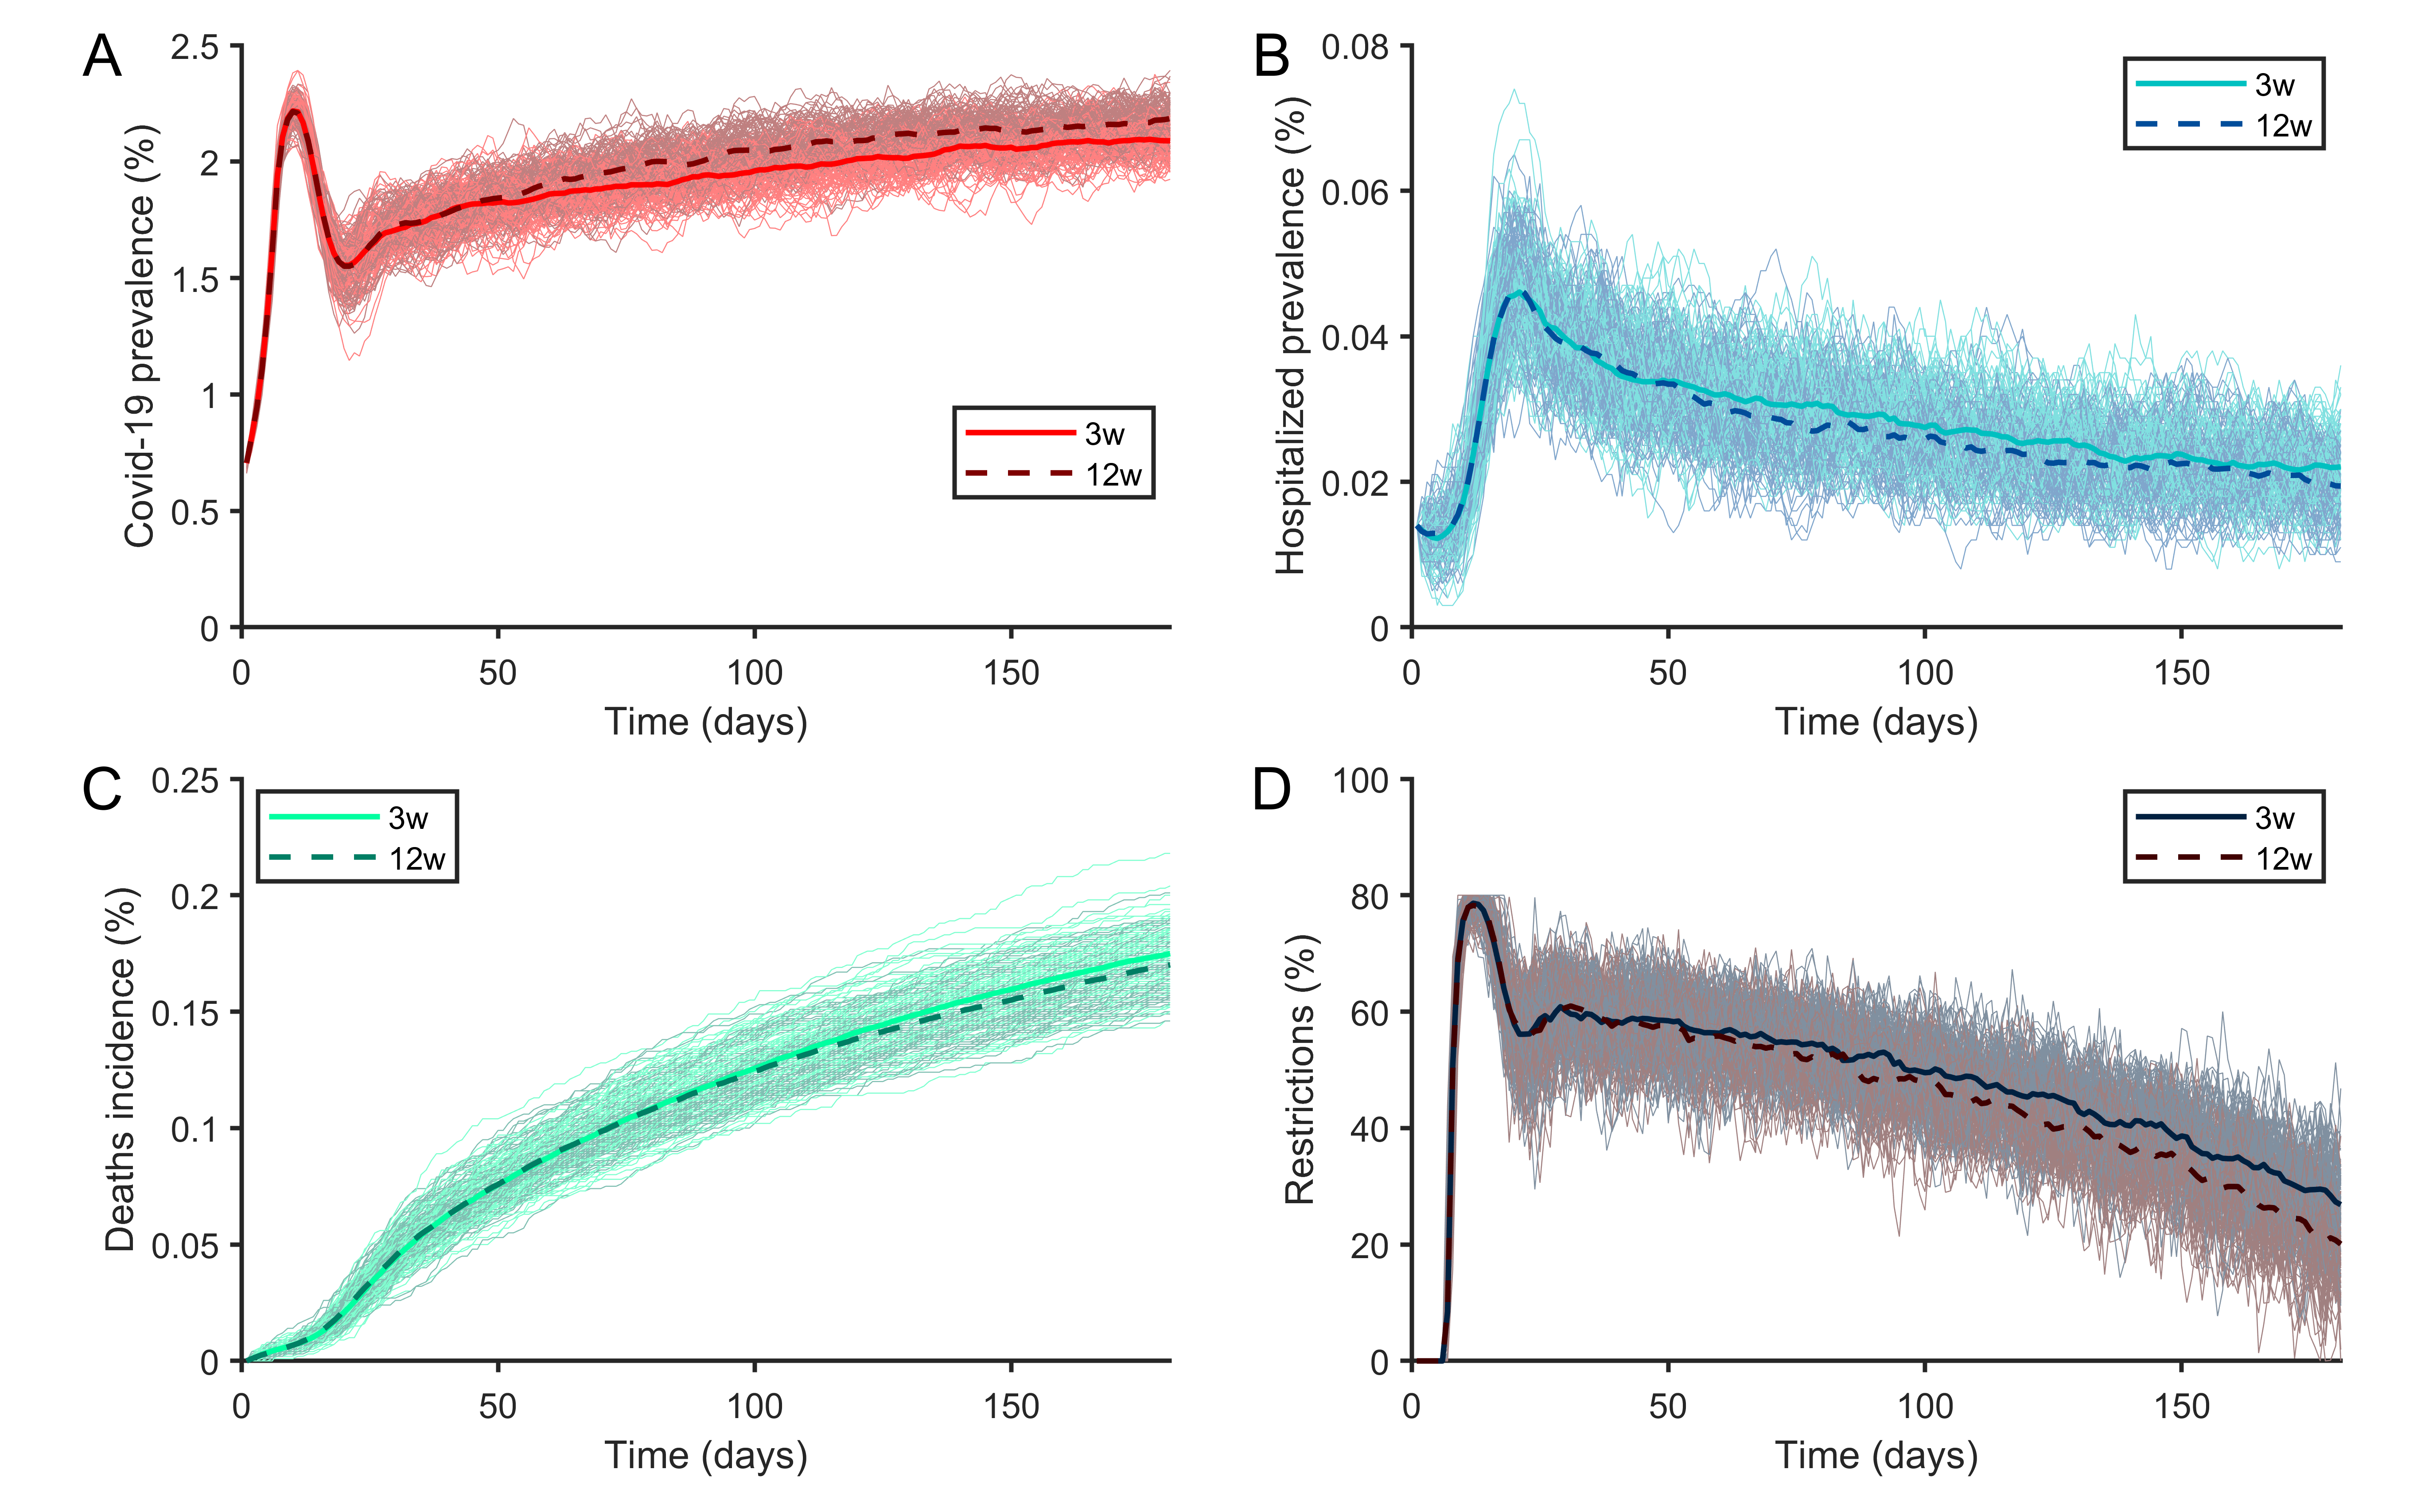 A
2.5
2
1.5
1
0.5
0
Covid-19 prevalence (%)
3w
12w
0 50 100 150
Time (days)
B
0.08
0.06
0.04
0.02
0
Hospitalized prevalence (%)
3w
12w
0 50 100 150
Time (days)
C
0.25
0.2
0.15
0.1
0.05
0
Deaths incidence (%)
3w
12w
0 50 100 150
Time (days)
D
100
80
60
40
20
0
Restrictions (%)
3w
12w
0 50 100 150
Time (days)